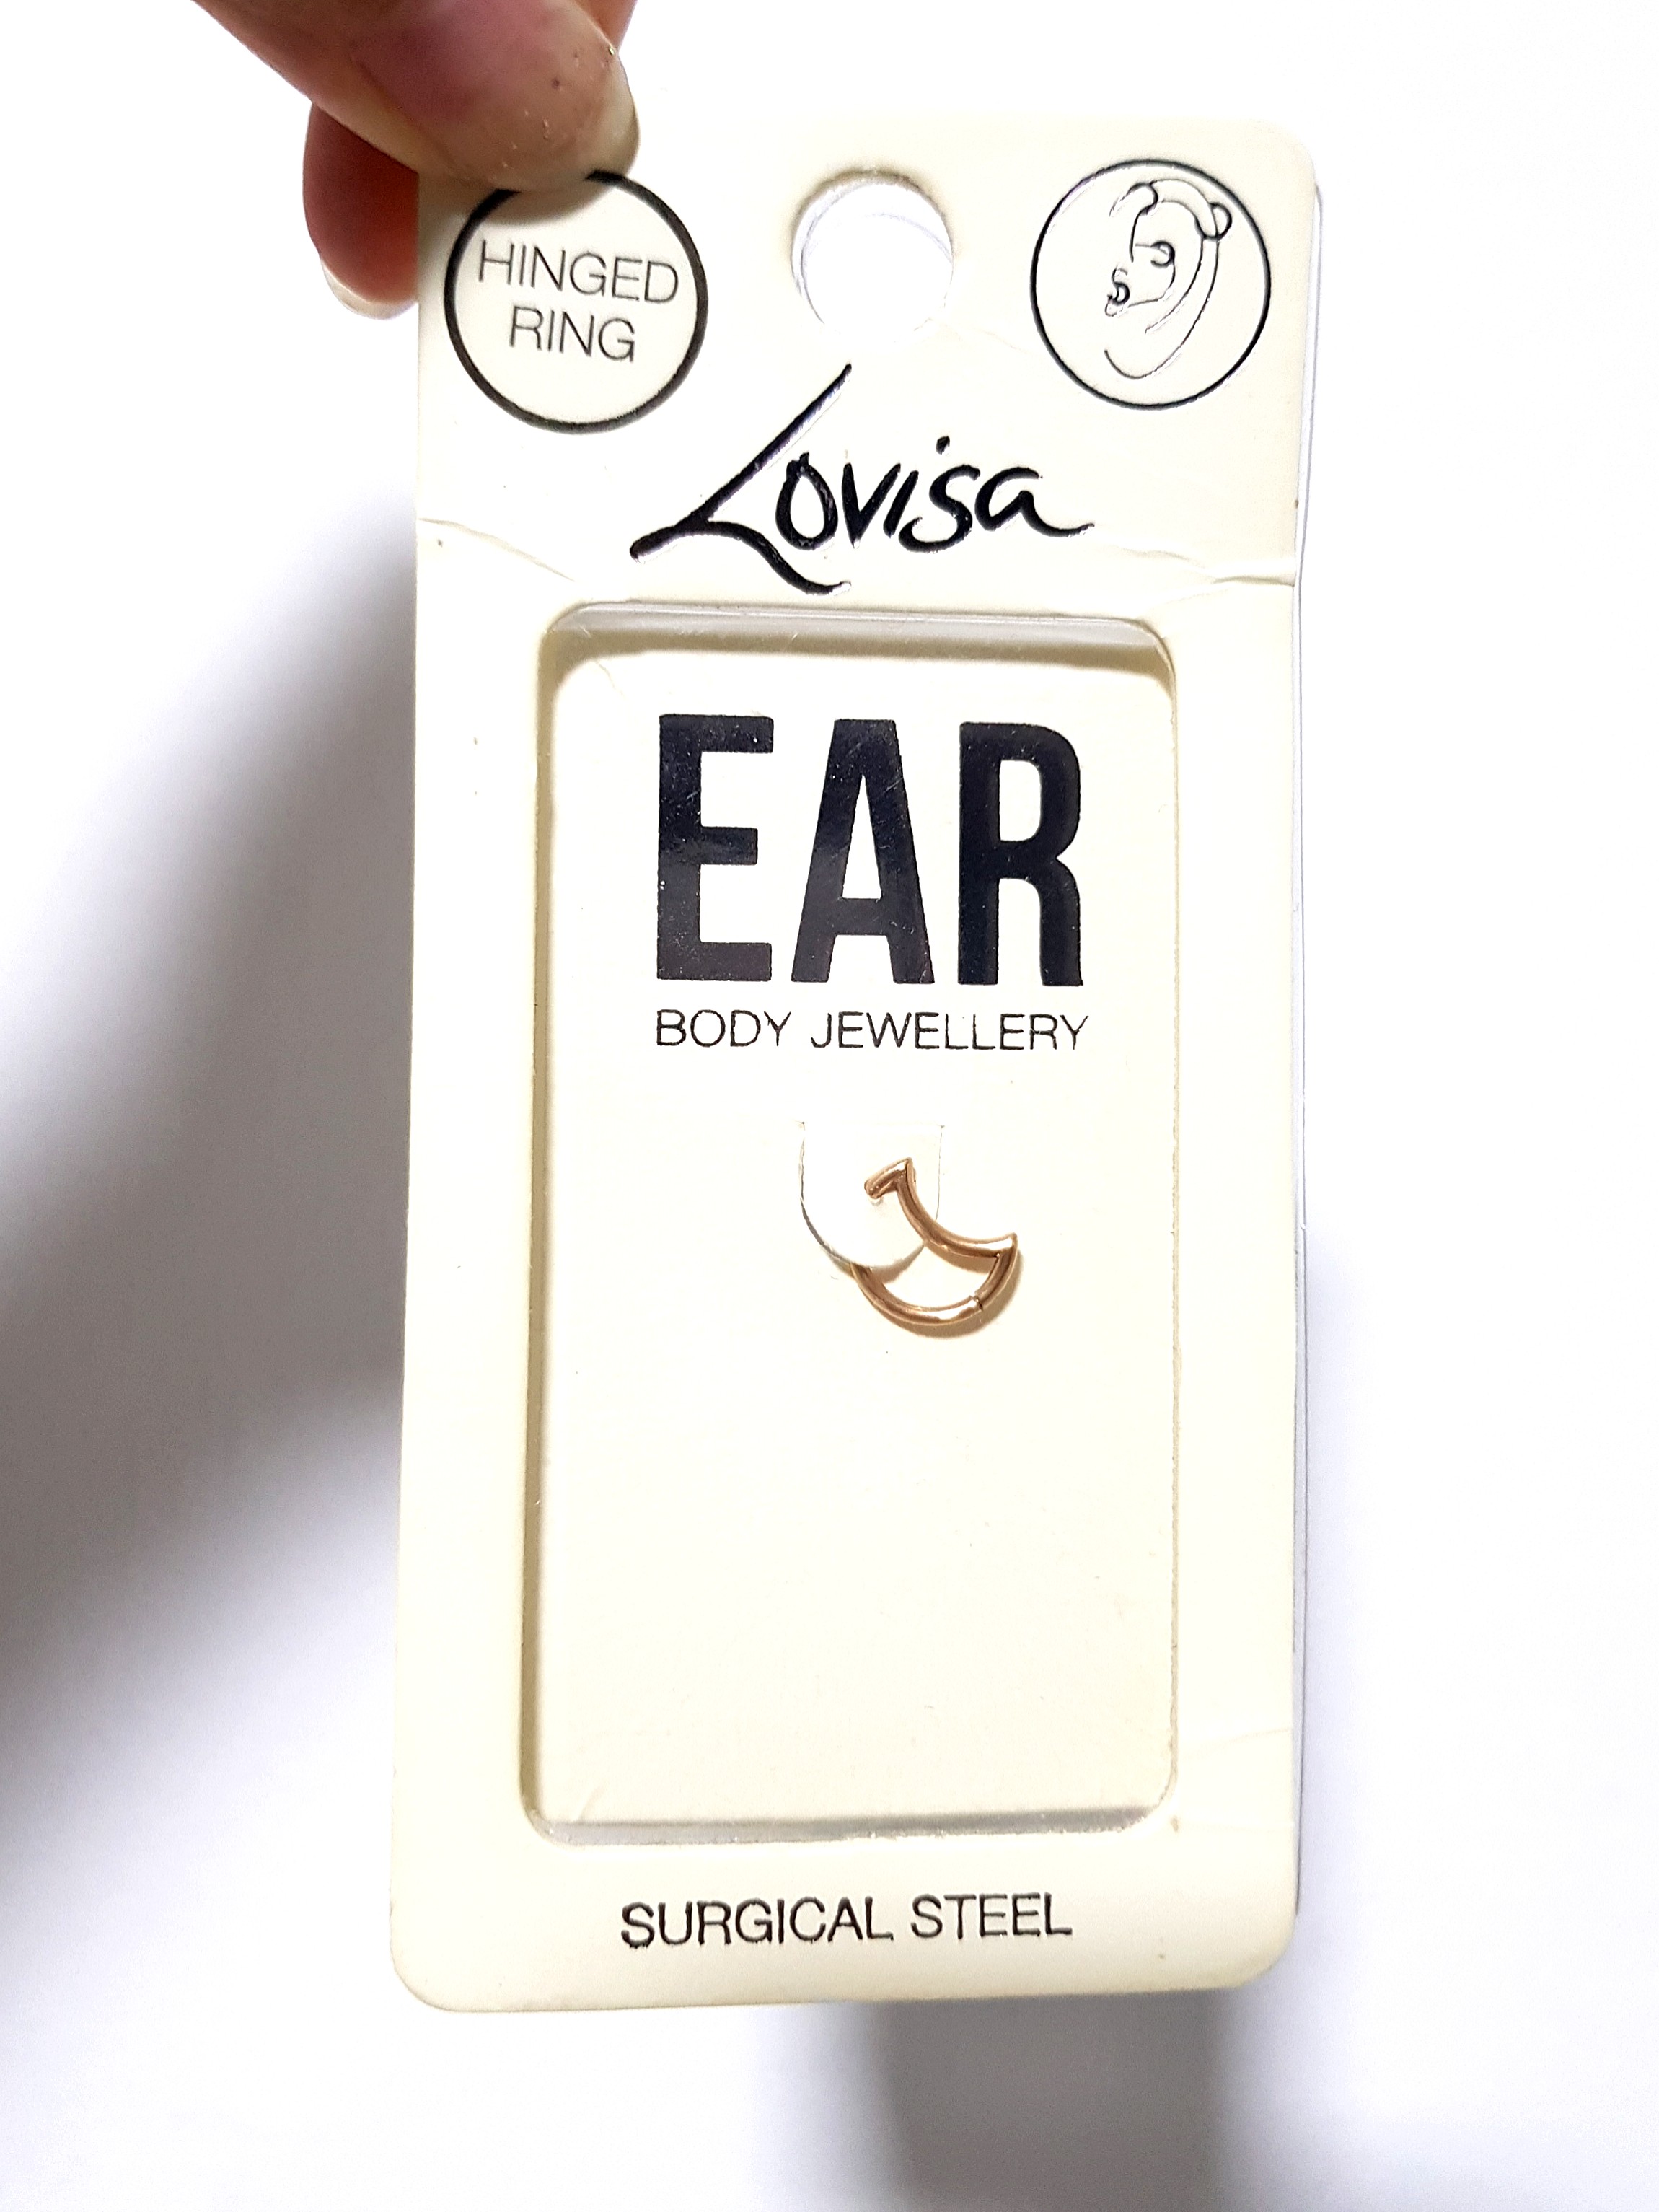 HINGED
RING
Lovisa
EAR
BODY JEWELLERY
SURGICAL STEEL